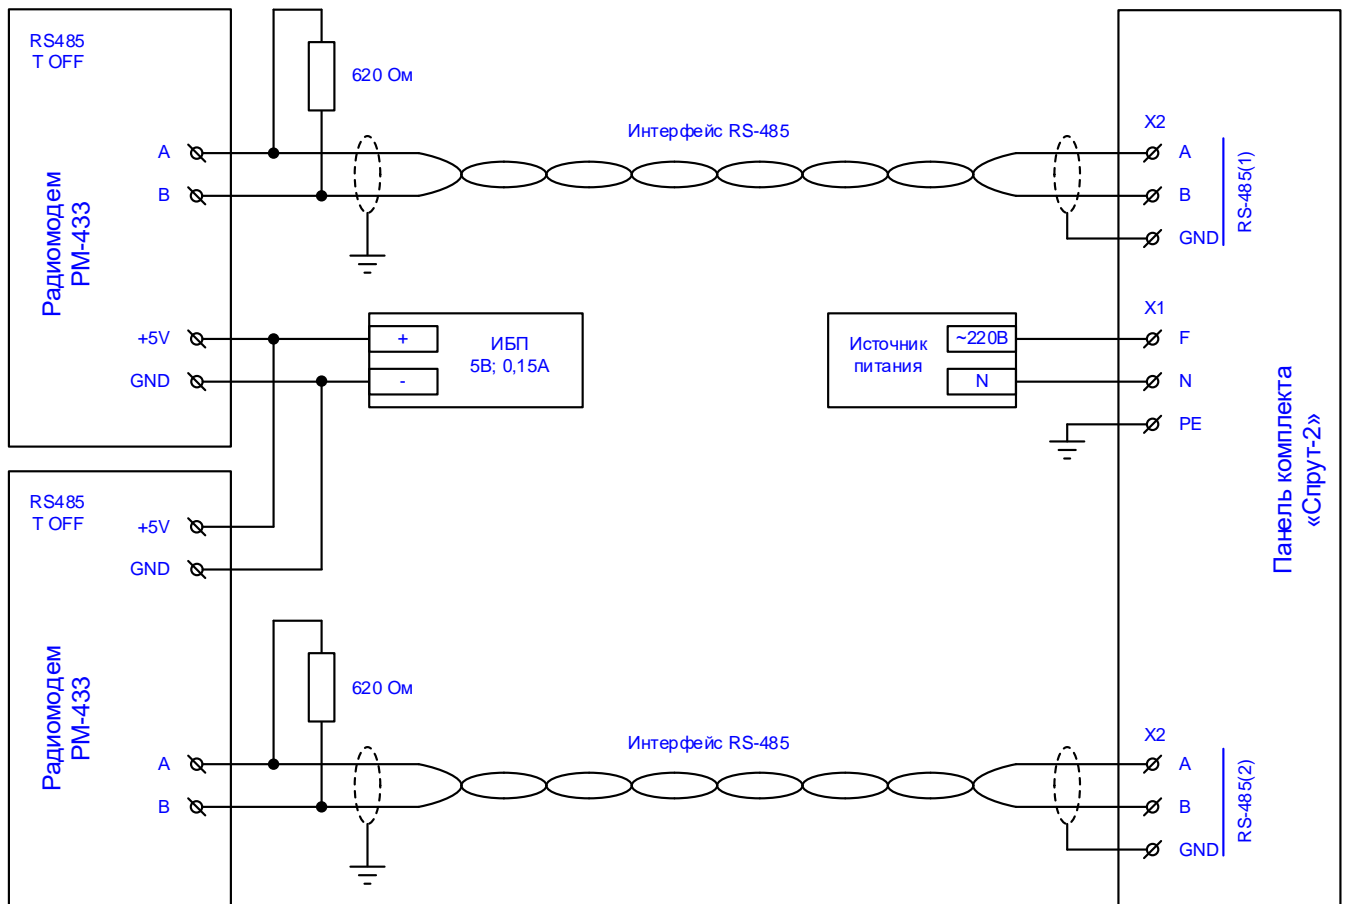 RS485
T OFF
620 Ом
Интерфейс RS-485
X2
A
A
B
B
GND
RS-485(1)
Радиомодем
РМ-433
X1
+5V
+
ИБП
5В; 0,15А
-
GND
Источник
питания
~220В
N
F
N
PE
Панель комплекта
«Спрут-2»
RS485
T OFF
+5V
GND
Радиомодем
РМ-433
620 Ом
Интерфейс RS-485
X2
A
A
B
B
GND
RS-485(2)